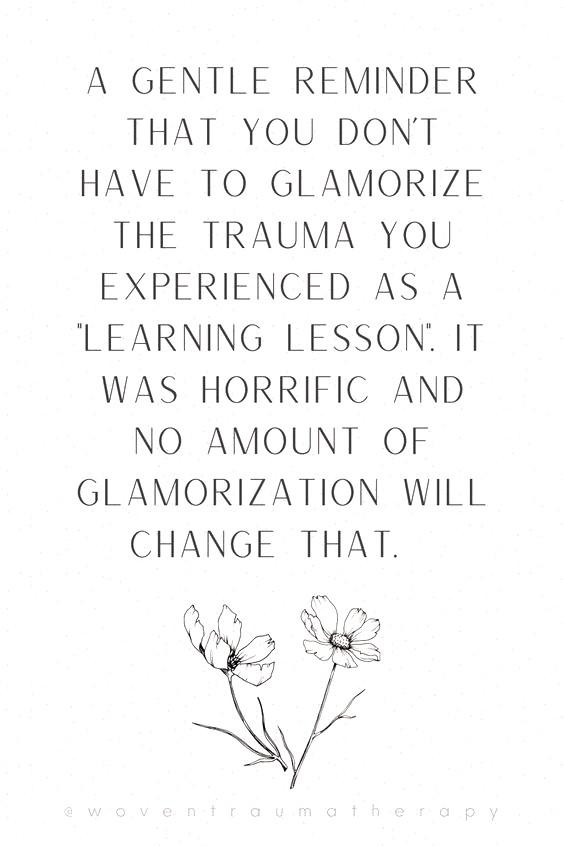 A GENTLE REMINDER
THAT YOU DON'T
HAVE TO GLAMORIZE
THE TRAUMA YOU
EXPERIENCED AS A
"LEARNING LESSON". IT
WAS HORRIFIC AND
NO AMOUNT OF
GLAMORIZATION WILL
CHANGE THAT.
@woventraumatherapy